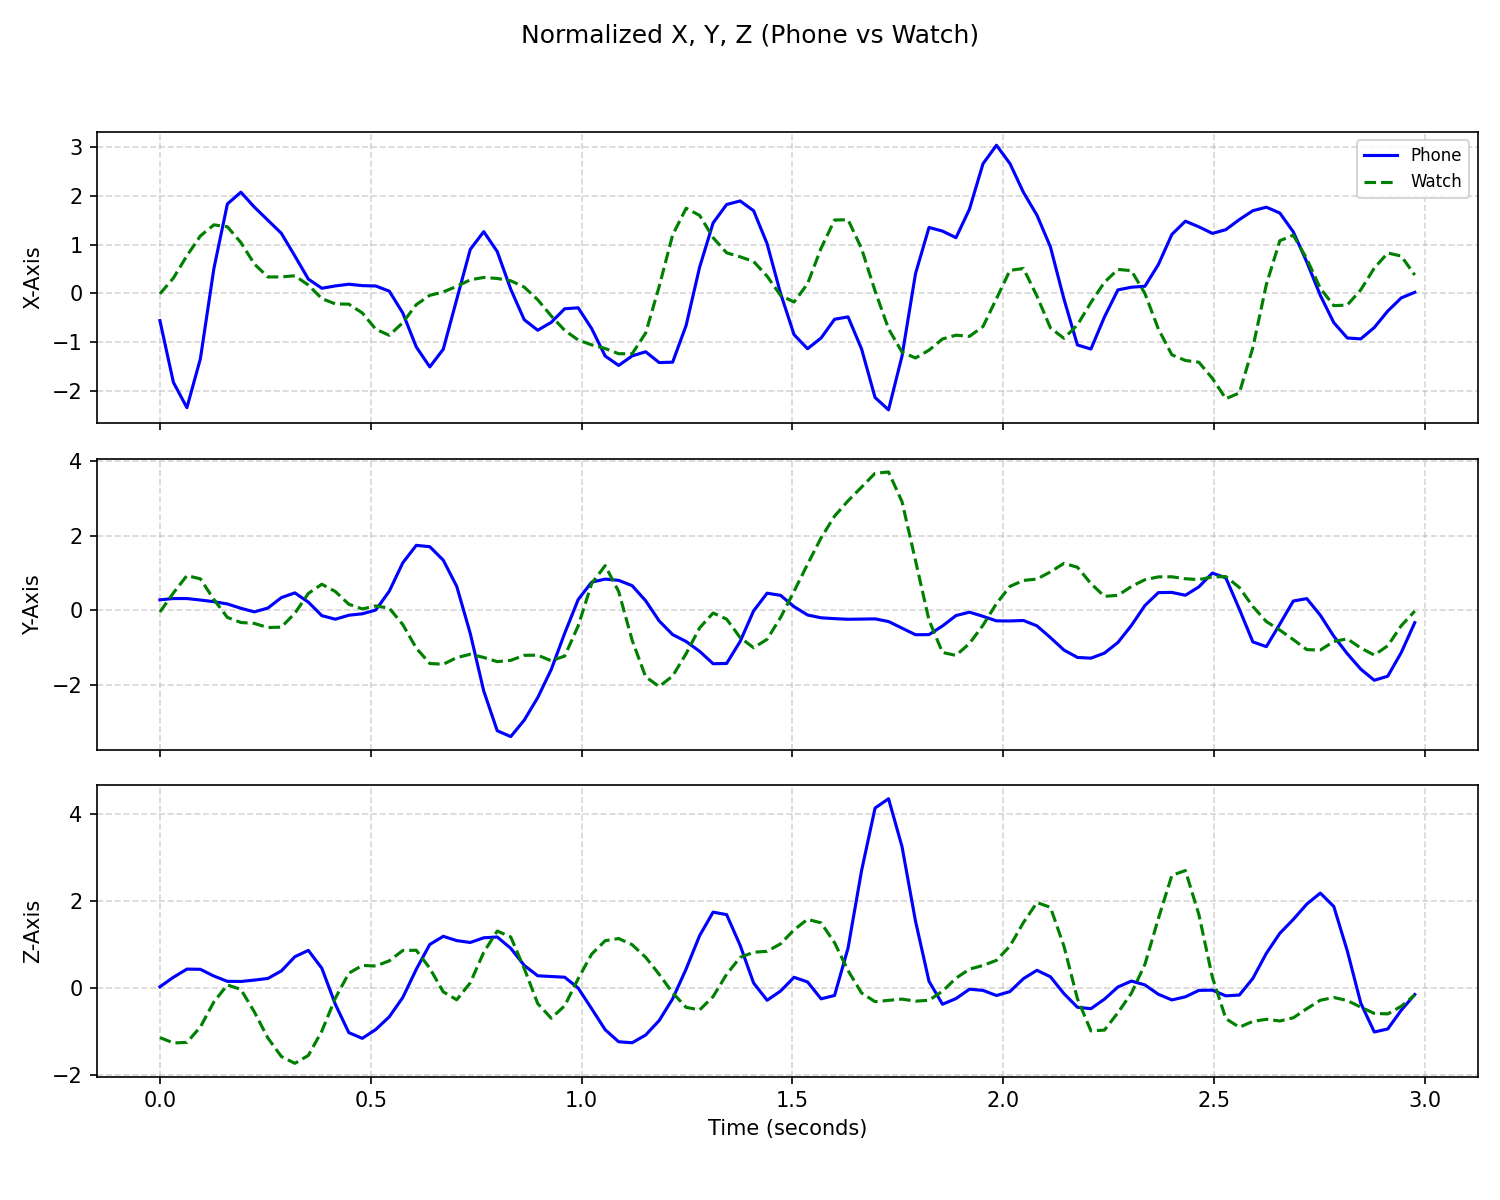 Normalized X, Y, Z (Phone vs Watch)
3
2
1
0
−1
−2
X-Axis
Phone
Watch
4
2
0
−2
Y-Axis
4
2
0
−2
Z-Axis
0.0 0.5 1.0 1.5 2.0 2.5 3.0
Time (seconds)